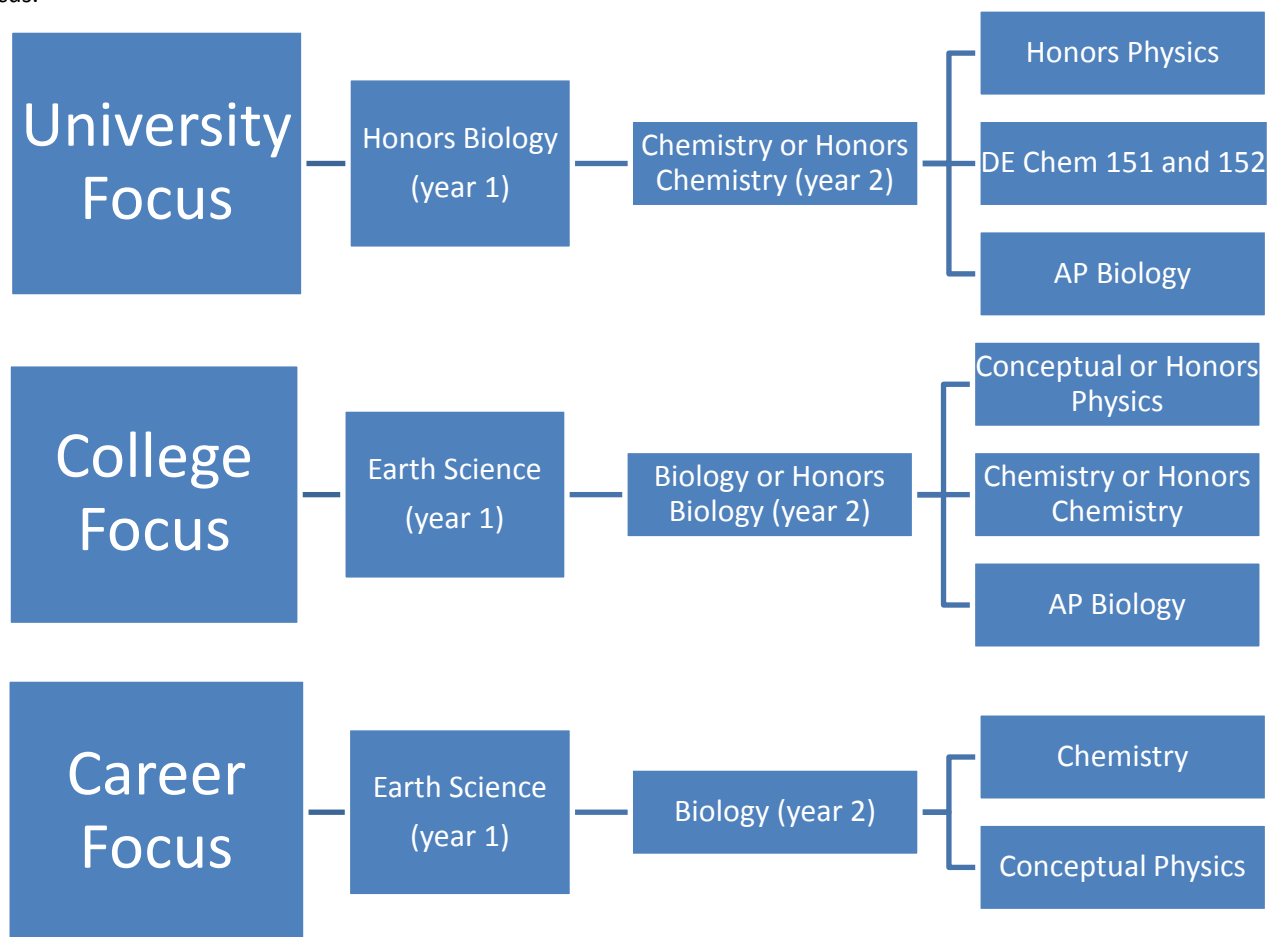 University
Focus
Honors Biology
(year 1)
Chemistry or Honors
Chemistry (year 2)
Honors Physics
DE Chem 151 and 152
AP Biology
College
Focus
Earth Science
(year 1)
Biology or Honors
Biology (year 2)
Conceptual or Honors
Physics
Chemistry or Honors
Chemistry
AP Biology
Career
Focus
Earth Science
(year 1)
Biology (year 2)
Chemistry
Conceptual Physics